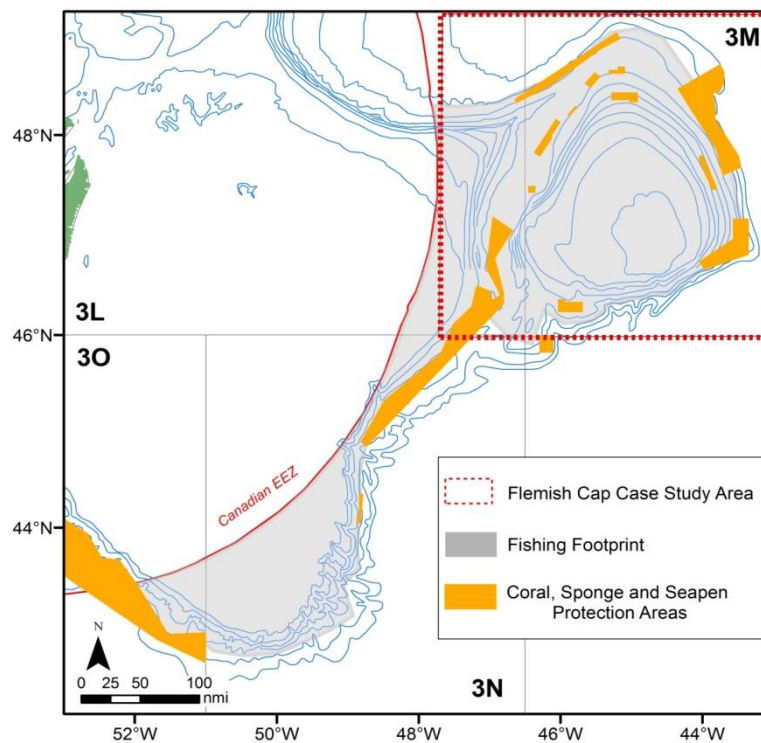 3M
48°N
3L
46°N
3O
Canadian EEZ
44°N
Flemish Cap Case Study Area
Fishing Footprint
Coral, Sponge and Seapen
Protection Areas
N
0 25 50 100
nmi
3N
52°W 50°W 48°W 46°W 44°W